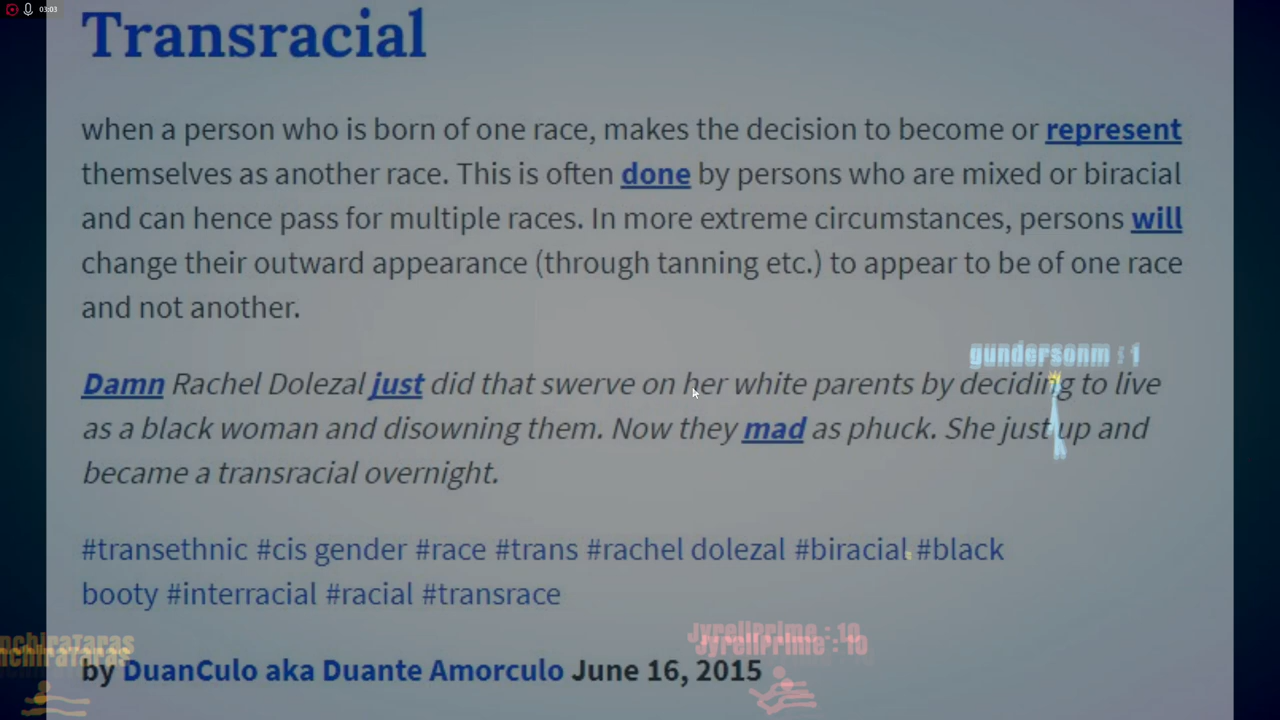 03:03
Transracial
when a person who is born of one race, makes the decision to become or represent
themselves as another race. This is often done by persons who are mixed or biracial
and can hence pass for multiple races. In more extreme circumstances, persons will
change their outward appearance (through tanning etc.) to appear to be of one race
and not another.
gundersonm : 1
Damn Rachel Dolezal just did that swerve on her white parents by deciding to live
as a black woman and disowning them. Now they mad as phuck. She just up and
became a transracial overnight.
#transethnic #cis gender #race #trans #rachel dolezal #biracial #black
booty #interracial #racial #transrace
JyrellPrime : 10
by DuanCulo aka Duante Amorculo June 16, 2015